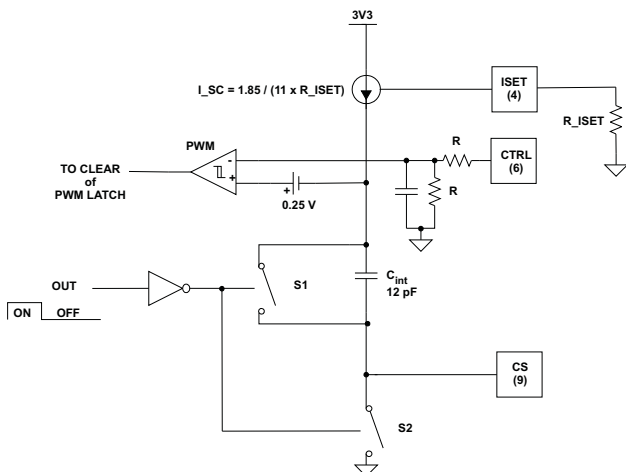 3V3
I_SC = 1.85 / (11 x R_ISET)
ISET
(4)
R_ISET
PWM
-
+
TO CLEAR
of
PWM LATCH
+
0.25 V
R
CTRL
(6)
R
OUT
ON
OFF
S1
Cint
12 pF
CS
(9)
S2